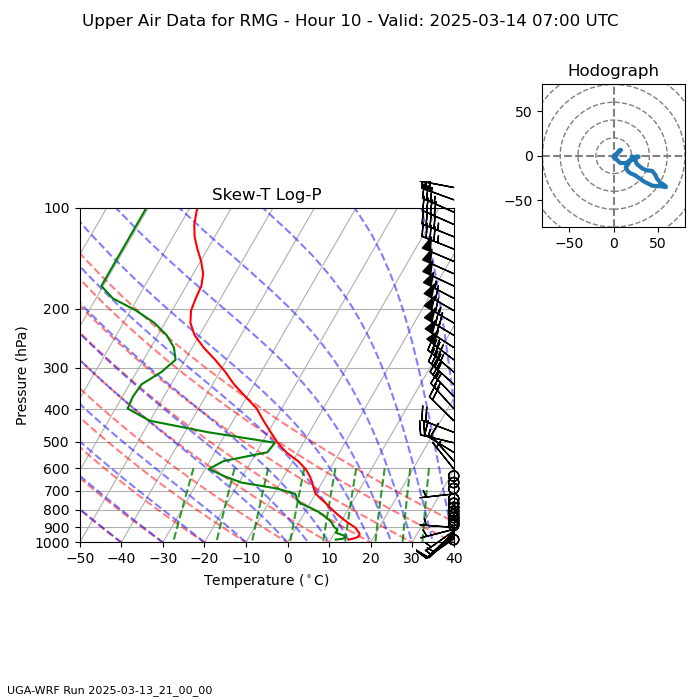 Upper Air Data for RMG - Hour 10 - Valid: 2025-03-14 07:00 UTC
Hodograph
50
0
−50
−50 0 50
Skew-T Log-P
100
200
300
400
500
600
700
800
900
1000
Pressure (hPa)
−50 −40 −30 −20 −10 0 10 20 30 40
Temperature (°C)
UGA-WRF Run 2025-03-13_21_00_00